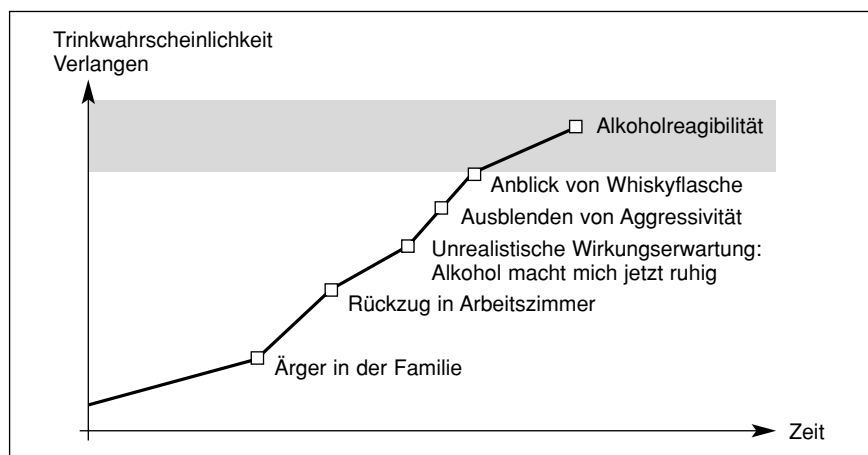 Trinkwahrscheinlichkeit
Verlangen
Alkoholreagibilität
Anblick von Whiskyflasche
Ausblenden von Aggressivität
Unrealistische Wirkungserwartung:
Alkohol macht mich jetzt ruhig
Rückzug in Arbeitszimmer
Ärger in der Familie
Zeit